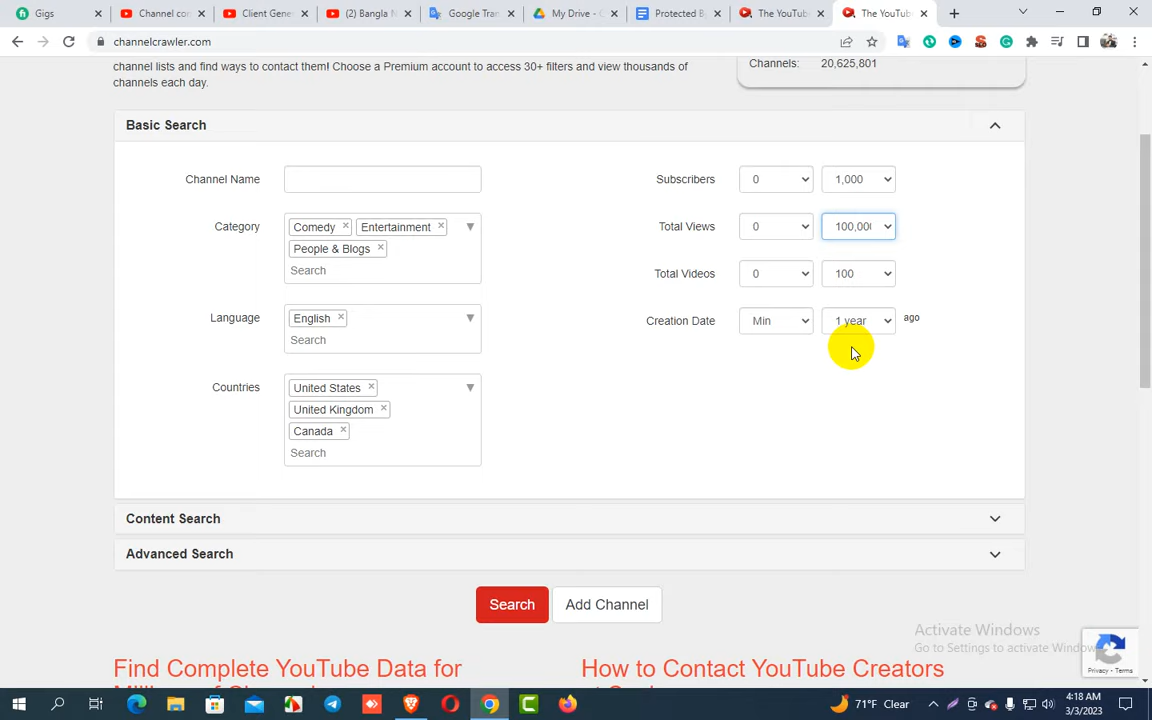 Gigs
Channel co
Client Gene
(2) Bangla N
Google Tran
My Drive -
Protected B
The YouTub
The YouTub
channelcrawler.com
channel lists and find ways to contact them! Choose a Premium account to access 30+ filters and view thousands of
channels each day.
Channels: 20,625,801
Basic Search
Channel Name
Subscribers 0 1,000
Category Comedy × Entertainment × ▼
People & Blogs ×
Search
Total Views 0 100,00
Total Videos 0 100
Language English × ▼
Search
Creation Date Min 1 year ago
Countries United States × ▼
United Kingdom ×
Canada ×
Search
Content Search
Advanced Search
Search Add Channel
Activate Windows
Go to Settings to activate Windows
Privacy - Terms
Find Complete YouTube Data for
How to Contact YouTube Creators
71°F Clear
4:18 AM
3/3/2023